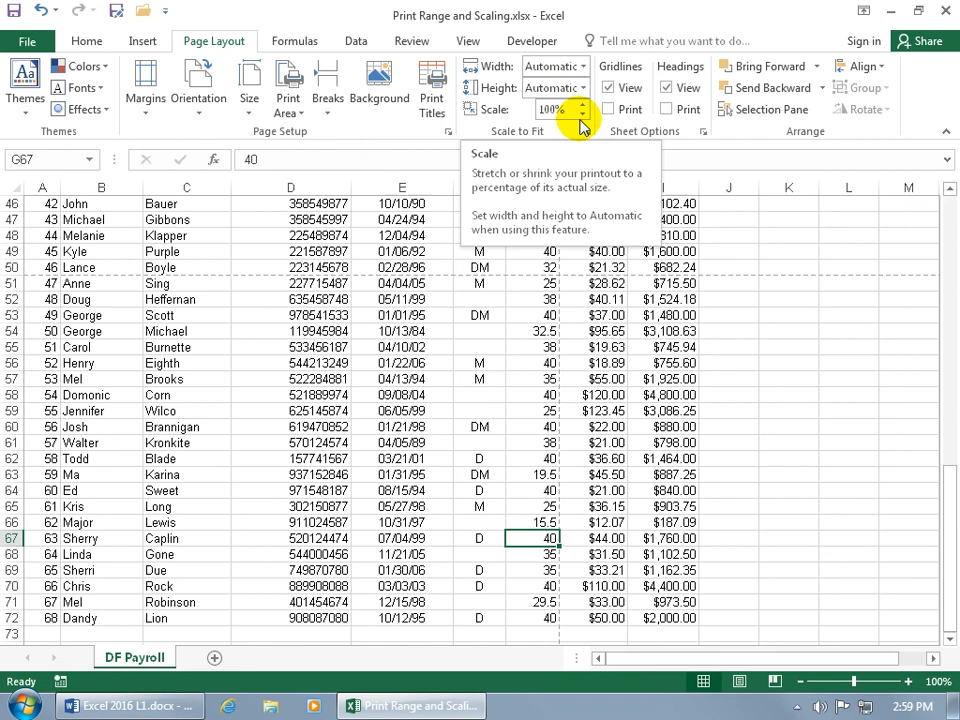 Print Range and Scaling.xlsx - Excel
File Home Insert Page Layout Formulas Data Review View Developer Tell me what you want to do... Sign in Share
Colors Width: Automatic Gridlines Headings Bring Forward Align
Fonts Height: Automatic View View Send Backward Group
Effects Scale: 100% Print Print Selection Pane Rotate
Themes Margins Orientation Size Print Area Breaks Background Print Titles
Themes Page Setup Scale to Fit Sheet Options Arrange
G67 fx 40
Scale
Stretch or shrink your printout to a
percentage of its actual size.
Set width and height to Automatic
when using this feature.
A B C D E I J K L M
46 42 John Bauer 358549877 10/10/90 102.40
47 43 Michael Gibbons 225487874 04/24/94 400.00
48 44 Melanie Klapper 225489874 12/04/94 810.00
49 45 Kyle Purple 221587897 01/06/92 M 40 $40.00 $1,600.00
50 46 Lance Boyle 223145678 02/28/96 DM 32 $21.32 $682.24
51 47 Anne Sing 227715487 04/04/05 M 25 $28.62 $715.50
52 48 Doug Heffernan 635458748 05/11/99 38 $40.11 $1,524.18
53 49 George Scott 978541533 01/01/95 DM 40 $37.00 $1,480.00
54 50 George Michael 119945984 10/13/84 32.5 $95.65 $3,108.63
55 51 Carol Burnette 533456187 04/10/02 38 $19.63 $745.94
56 52 Henry Eighth 544213249 01/22/06 M 40 $18.89 $755.60
57 53 Mel Brooks 522284881 04/13/94 M 35 $55.00 $1,925.00
58 54 Domonic Corn 521889974 09/08/04 40 $120.00 $4,800.00
59 55 Jennifer Wilco 625145874 06/05/99 25 $123.45 $3,086.25
60 56 Josh Brannigan 619470852 01/21/98 DM 40 $22.00 $880.00
61 57 Walter Kronkite 570124574 04/05/89 38 $21.00 $798.00
62 58 Todd Blade 157741567 03/21/01 D 40 $36.60 $1,464.00
63 59 Ma Karina 937152846 01/31/95 DM 19.5 $45.50 $887.25
64 60 Ed Sweet 971548187 08/15/94 D 40 $21.00 $840.00
65 61 Kris Long 302150877 05/27/98 M 25 $36.15 $903.75
66 62 Major Lewis 911024587 10/31/97 15.5 $12.07 $187.09
67 63 Sherry Caplin 520124474 07/04/99 D 40 $44.00 $1,760.00
68 64 Linda Gone 544000456 11/21/05 35 $31.50 $1,102.50
69 65 Sherri Due 749870780 01/30/06 D 35 $33.21 $1,162.35
70 66 Chris Rock 889908088 03/03/03 D 40 $110.00 $4,400.00
71 67 Mel Robinson 401454674 12/15/98 29.5 $33.00 $973.50
72 68 Dandy Lion 908087080 10/12/95 D 40 $50.00 $2,000.00
73
DF Payroll
Ready 100%
Excel 2016 L1.docx - ... Print Range and Scali... 2:59 PM